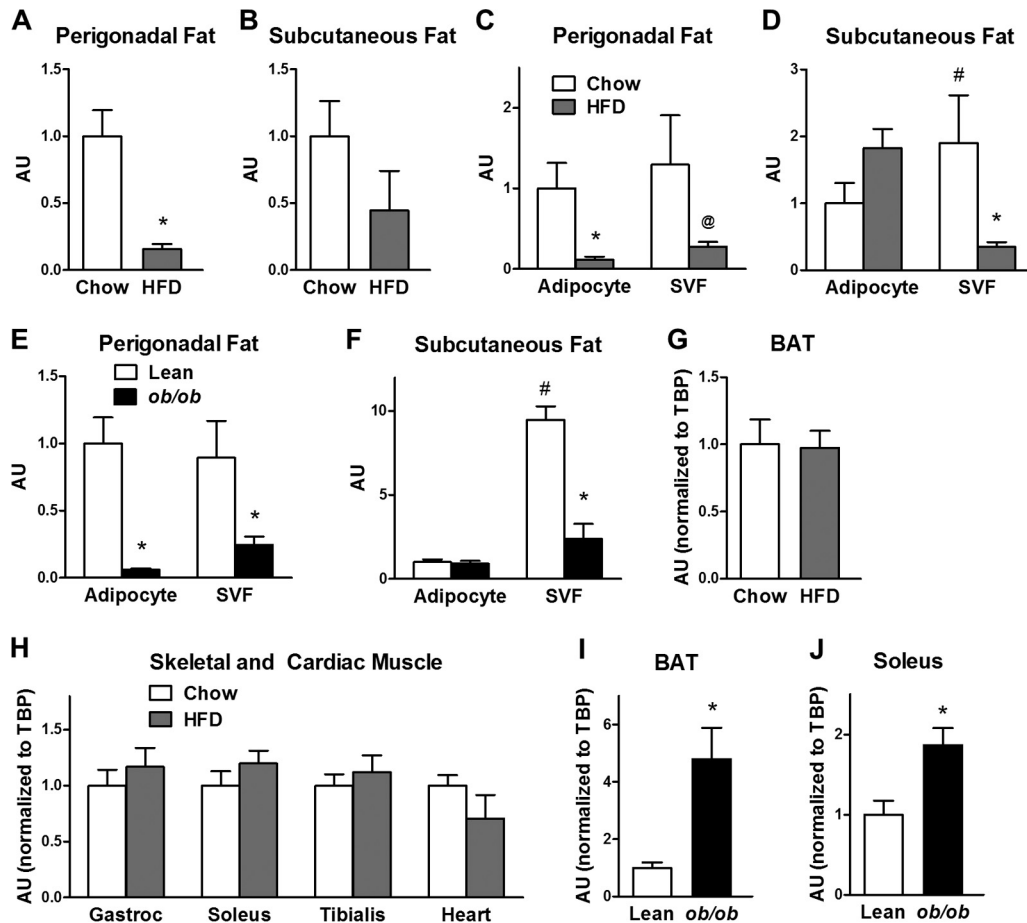 A
Perigonadal Fat
AU
1.5
1.0
0.5
0.0
*
Chow HFD
B
Subcutaneous Fat
AU
1.5
1.0
0.5
0.0
Chow HFD
C
Perigonadal Fat
Chow
HFD
AU
2
1
0
*
@
Adipocyte SVF
D
Subcutaneous Fat
AU
3
2
1
0
#
*
Adipocyte SVF
E
Perigonadal Fat
Lean
ob/ob
AU
1.5
1.0
0.5
0.0
*
*
Adipocyte SVF
F
Subcutaneous Fat
AU
10
5
0
#
*
Adipocyte SVF
G
BAT
AU (normalized to TBP)
1.5
1.0
0.5
0.0
Chow HFD
H
Skeletal and Cardiac Muscle
Chow
HFD
AU (normalized to TBP)
1.5
1.0
0.5
0.0
Gastroc Soleus Tibialis Heart
I
BAT
AU (normalized to TBP)
6
4
2
0
*
Lean ob/ob
J
Soleus
AU (normalized to TBP)
2
1
0
*
Lean ob/ob